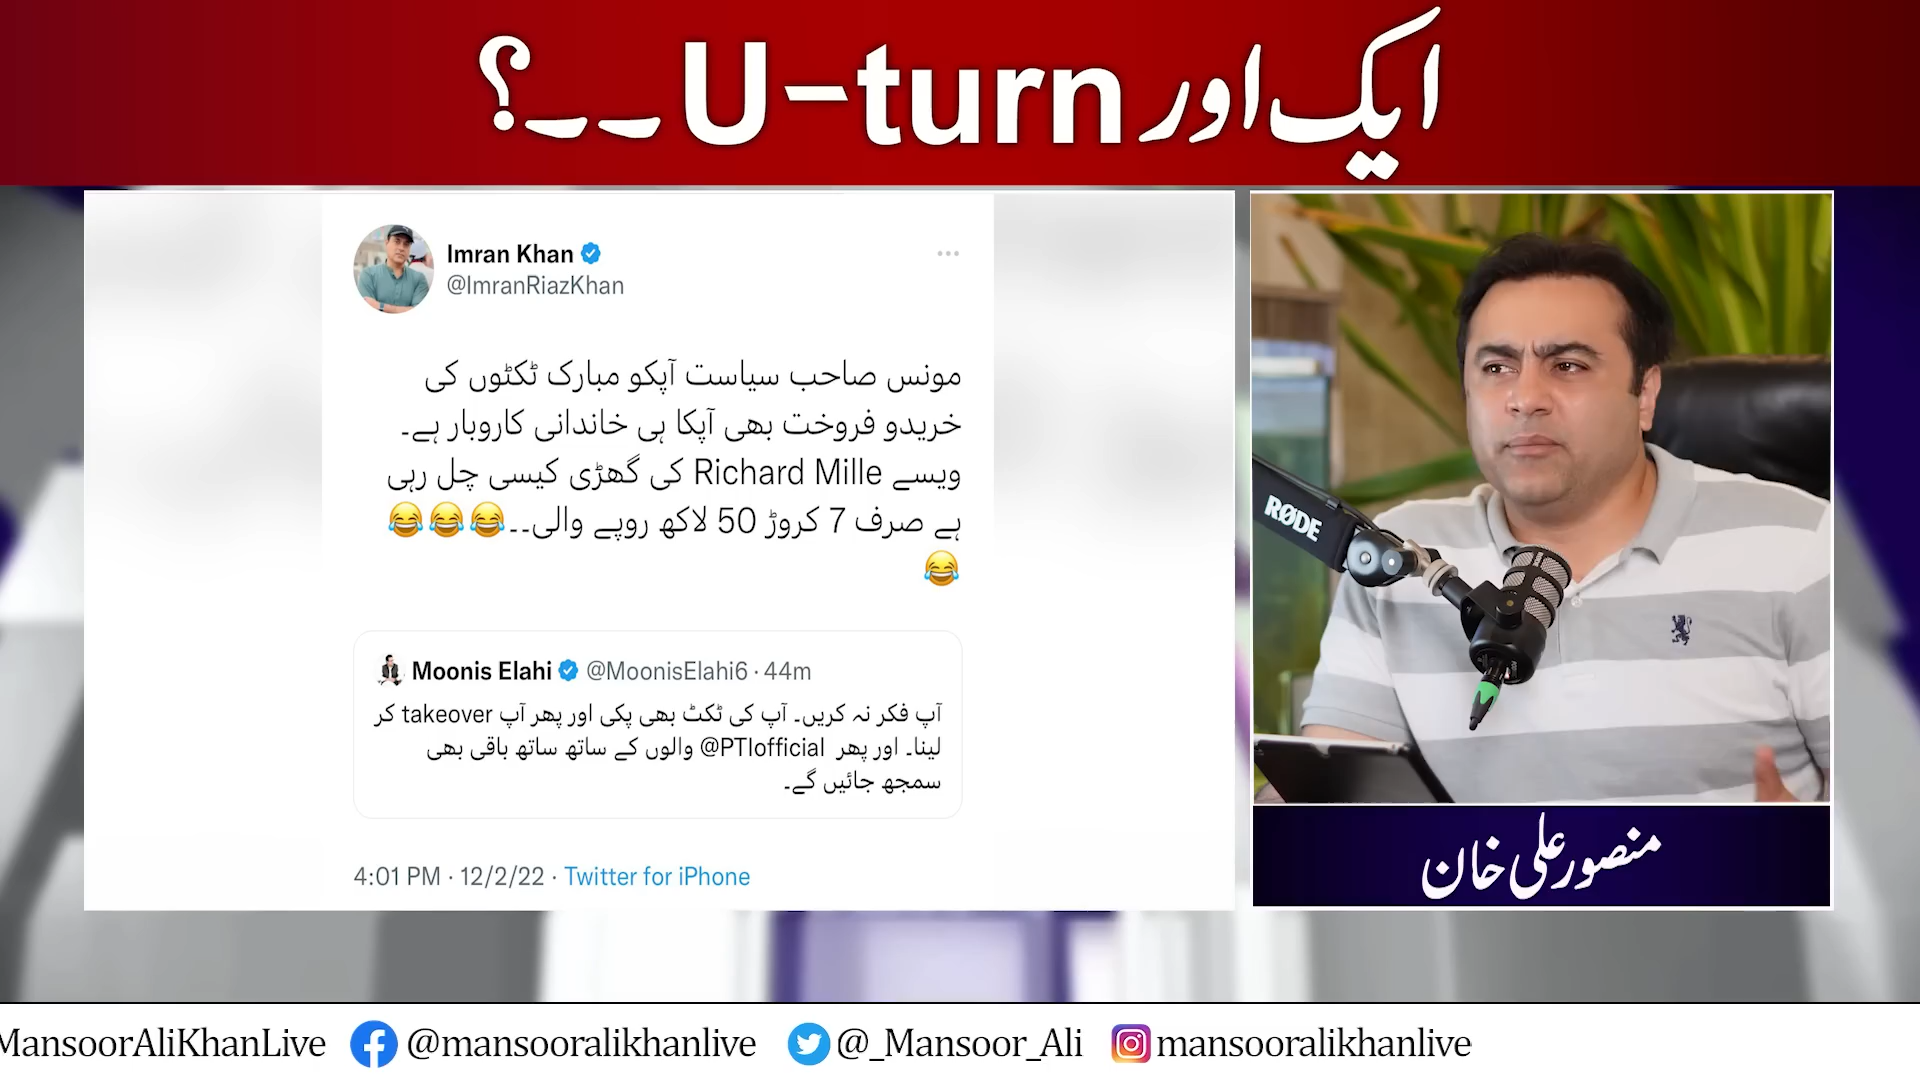 ایک اور U-turn ۔۔؟
Imran Khan
@ImranRiazKhan
مونس صاحب سیاست آپکو مبارک ٹکٹوں کی
خریدو فروخت بھی آپکا ہی خاندانی کاروبار ہے۔
ویسے Richard Mille کی گھڑی کیسی چل رہی
ہے صرف 7 کروڑ 50 لاکھ روپے والی۔۔😂😂😂
😂
Moonis Elahi @MoonisElahi6 · 44m
آپ فکر نہ کریں۔ آپ کی ٹکٹ بھی پکی اور پھر آپ takeover کر
لینا۔ اور پھر @PTIofficial والوں کے ساتھ ساتھ باقی بھی
سمجھ جائیں گے۔
4:01 PM · 12/2/22 · Twitter for iPhone
RØDE
منصور علی خان
MansoorAliKhanLive @mansooralikhanlive @_Mansoor_Ali mansooralikhanlive